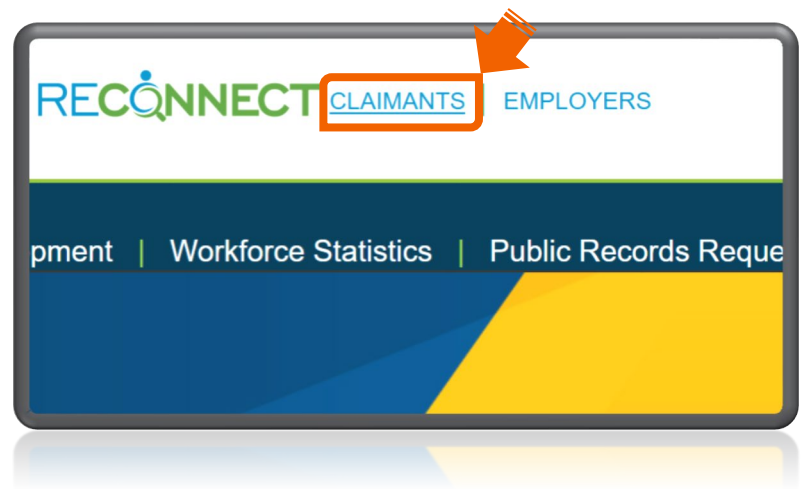 RECONNECT CLAIMANTS | EMPLOYERS
pment | Workforce Statistics | Public Records Reque